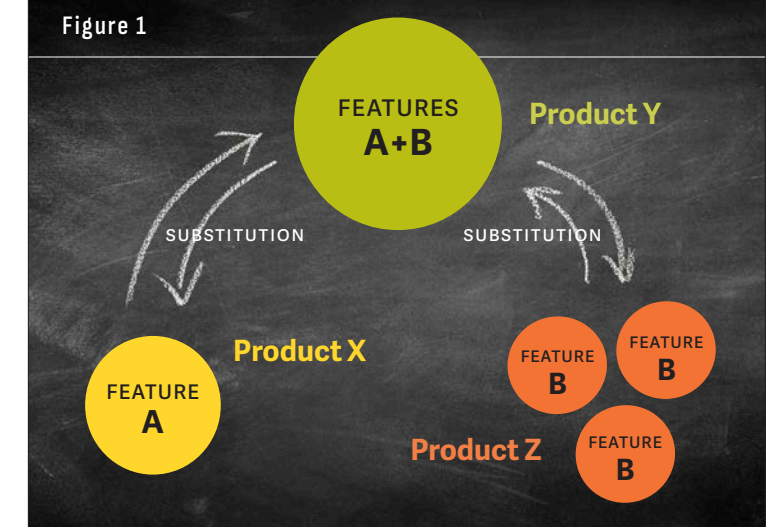 Figure 1
FEATURES
A+B
Product Y
SUBSTITUTION
SUBSTITUTION
Product X
FEATURE
A
FEATURE
B
FEATURE
B
Product Z
FEATURE
B